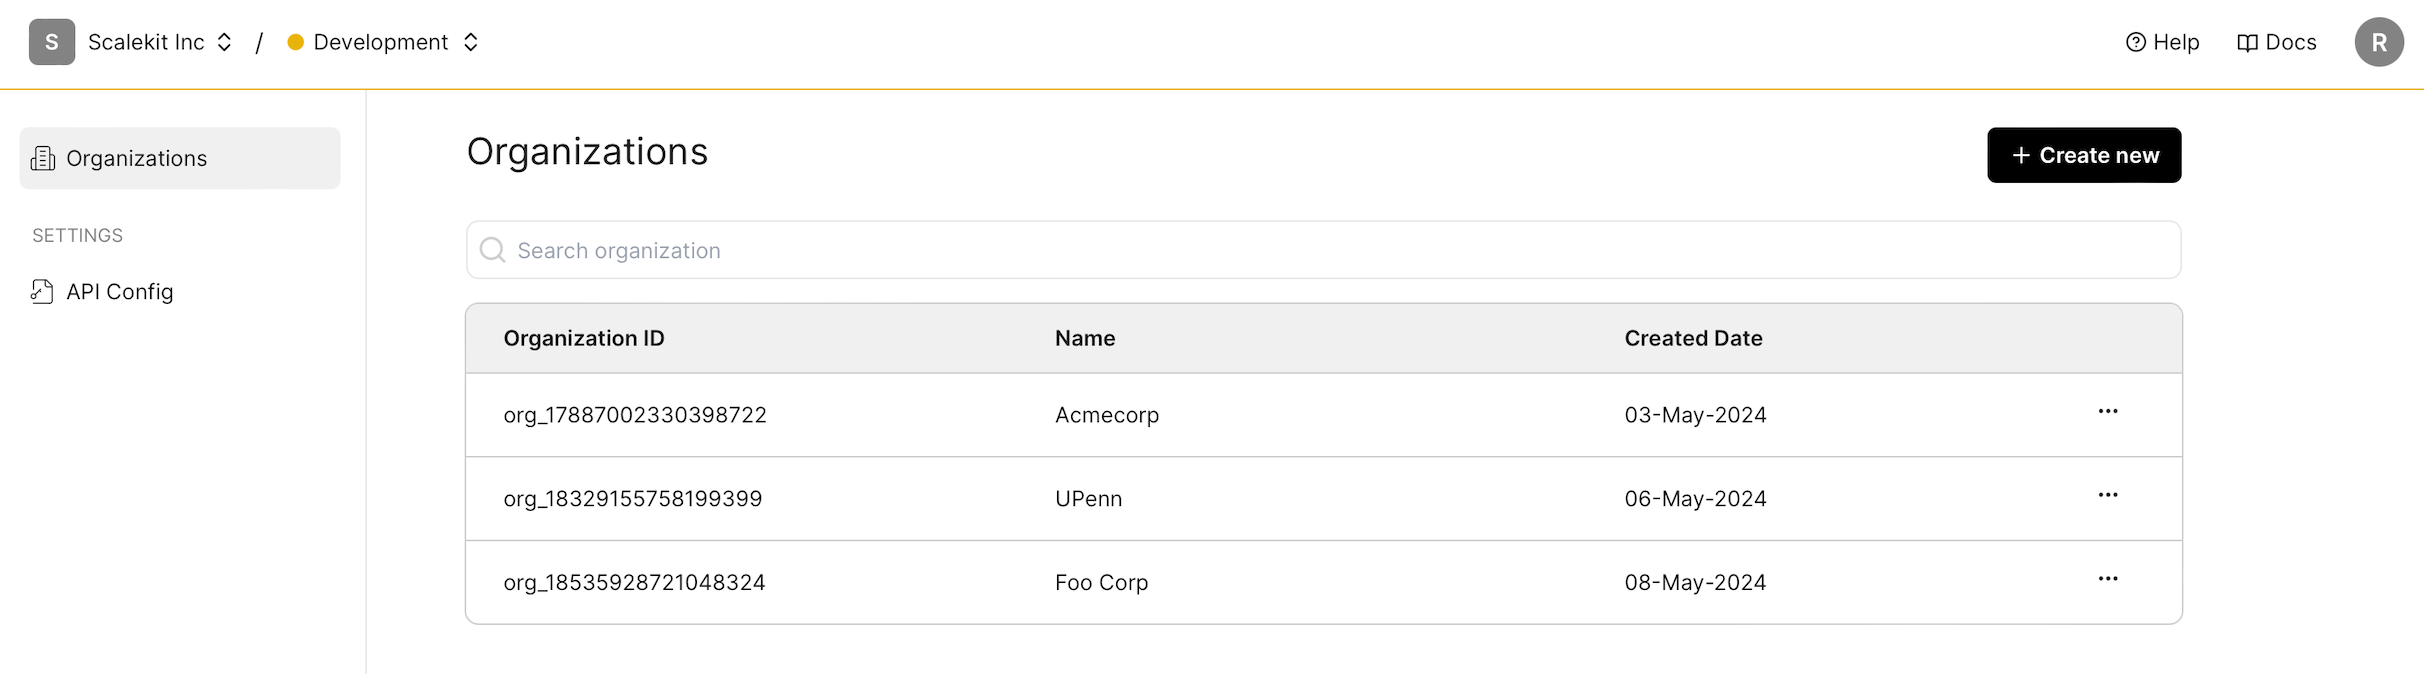 S Scalekit Inc / Development Help Docs R
Organizations
SETTINGS
API Config
Organizations
+ Create new
Search organization
Organization ID Name Created Date
org_17887002330398722 Acmecorp 03-May-2024 ...
org_18329155758199399 UPenn 06-May-2024 ...
org_18535928721048324 Foo Corp 08-May-2024 ...